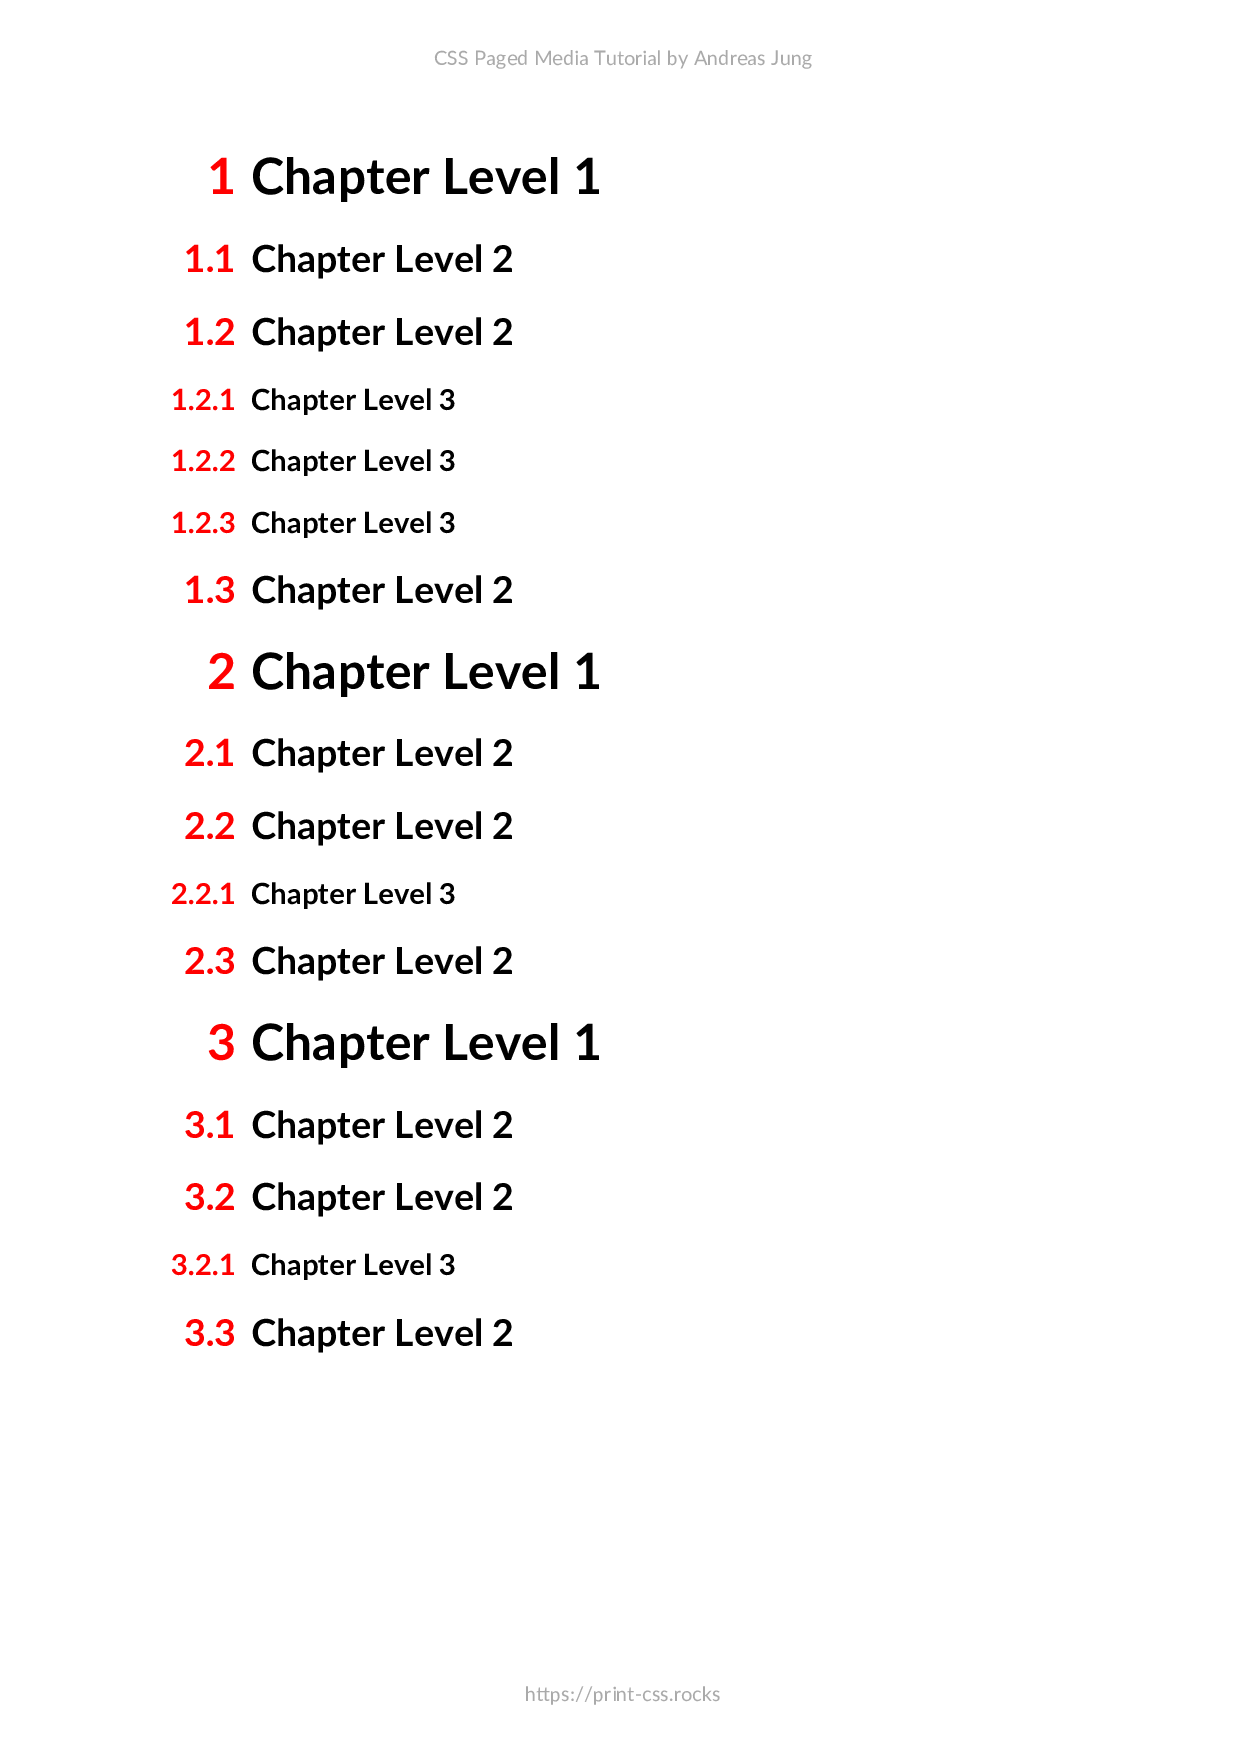 CSS Paged Media Tutorial by Andreas Jung
1 Chapter Level 1
1.1 Chapter Level 2
1.2 Chapter Level 2
1.2.1 Chapter Level 3
1.2.2 Chapter Level 3
1.2.3 Chapter Level 3
1.3 Chapter Level 2
2 Chapter Level 1
2.1 Chapter Level 2
2.2 Chapter Level 2
2.2.1 Chapter Level 3
2.3 Chapter Level 2
3 Chapter Level 1
3.1 Chapter Level 2
3.2 Chapter Level 2
3.2.1 Chapter Level 3
3.3 Chapter Level 2
https://print-css.rocks